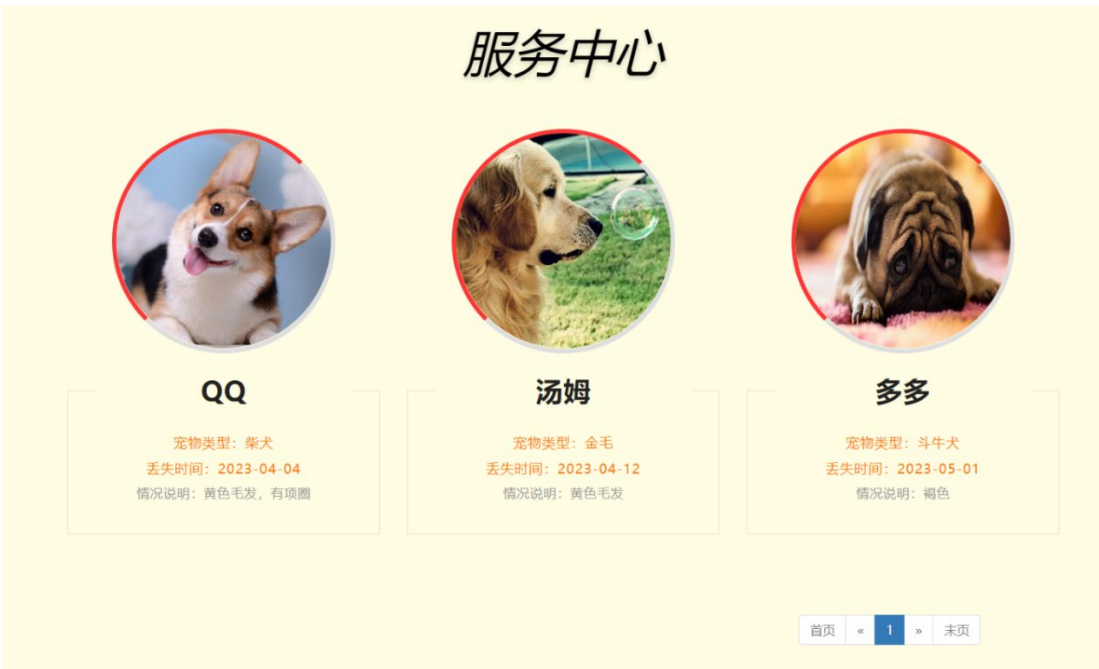 服务中心
QQ
宠物类型：柴犬
丢失时间：2023-04-04
情况说明：黄色毛发，有项圈
汤姆
宠物类型：金毛
丢失时间：2023-04-12
情况说明：黄色毛发
多多
宠物类型：斗牛犬
丢失时间：2023-05-01
情况说明：褐色
首页 « 1 » 末页